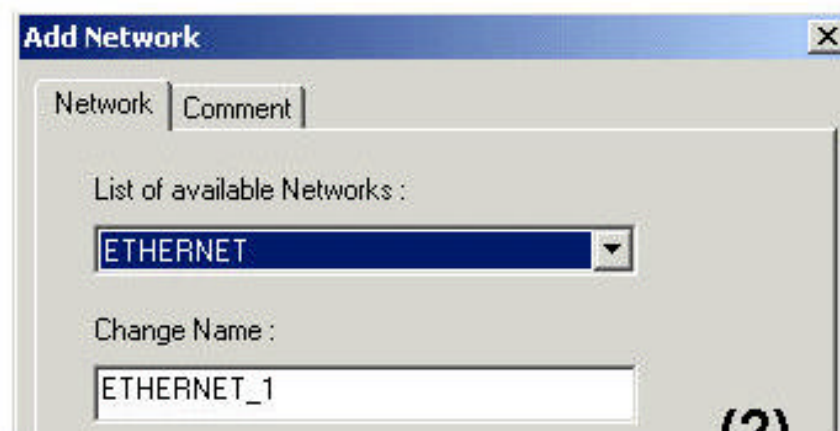 Add Network
Network Comment
List of available Networks :
ETHERNET
Change Name :
ETHERNET_1